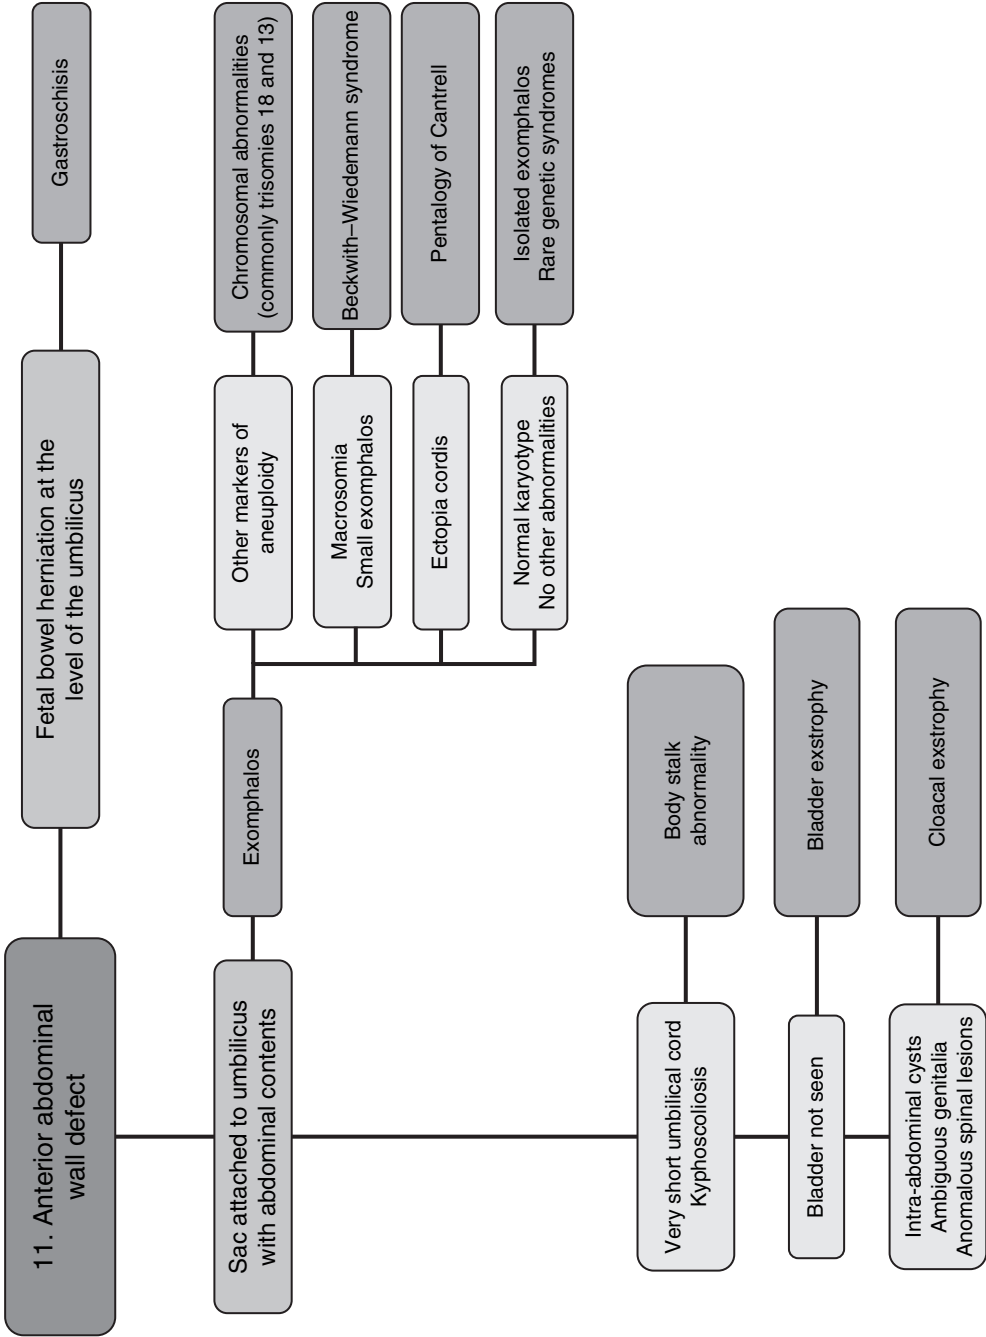 11. Anterior abdominal
wall defect
Fetal bowel herniation at the
level of the umbilicus
Gastroschisis
Sac attached to umbilicus
with abdominal contents
Exomphalos
Other markers of
aneuploidy
Chromosomal abnormalities
(commonly trisomies 18 and 13)
Macrosomia
Small exomphalos
Beckwith–Wiedemann syndrome
Ectopia cordis
Pentalogy of Cantrell
Normal karyotype
No other abnormalities
Isolated exomphalos
Rare genetic syndromes
Very short umbilical cord
Kyphoscoliosis
Body stalk
abnormality
Bladder not seen
Bladder exstrophy
Intra-abdominal cysts
Ambiguous genitalia
Anomalous spinal lesions
Cloacal exstrophy